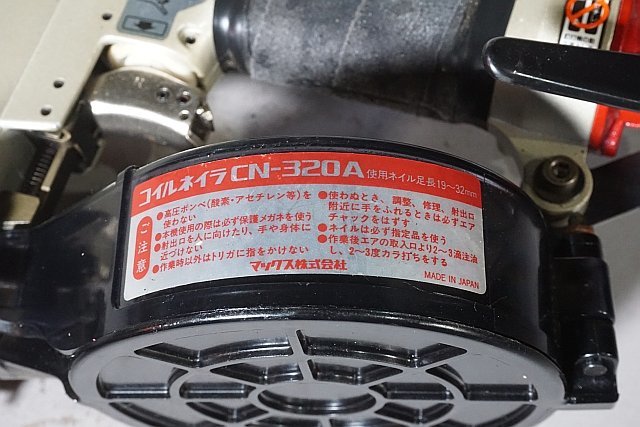 コイルネイラ CN-320A 使用ネイル足長19～32mm
ご注意
●高圧ボンベ(酸素・アセチレン等)を
使わない
●本機使用の際は必ず保護メガネを使う
●射出口を人に向けたり、手や身体に
近づけない
●作業時以外はトリガに指をかけない
●使わぬとき、調整、修理、射出口
附近に手をふれるときは必ずエア
チャックをはずす
●ネイルは必ず指定品を使う
●作業後エアの取入口より2～3滴注油
し、2～3度カラ打ちをする
マックス株式会社
MADE IN JAPAN